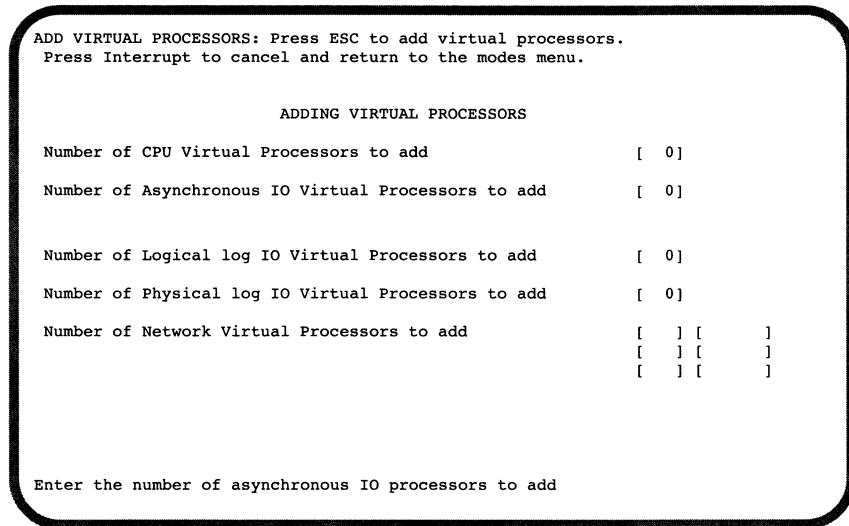 ADD VIRTUAL PROCESSORS: Press ESC to add virtual processors.
Press Interrupt to cancel and return to the modes menu.
ADDING VIRTUAL PROCESSORS
Number of CPU Virtual Processors to add [ 0]
Number of Asynchronous IO Virtual Processors to add [ 0]
Number of Logical log IO Virtual Processors to add [ 0]
Number of Physical log IO Virtual Processors to add [ 0]
Number of Network Virtual Processors to add [ ] [ ]
[ ] [ ]
[ ] [ ]
Enter the number of asynchronous IO processors to add